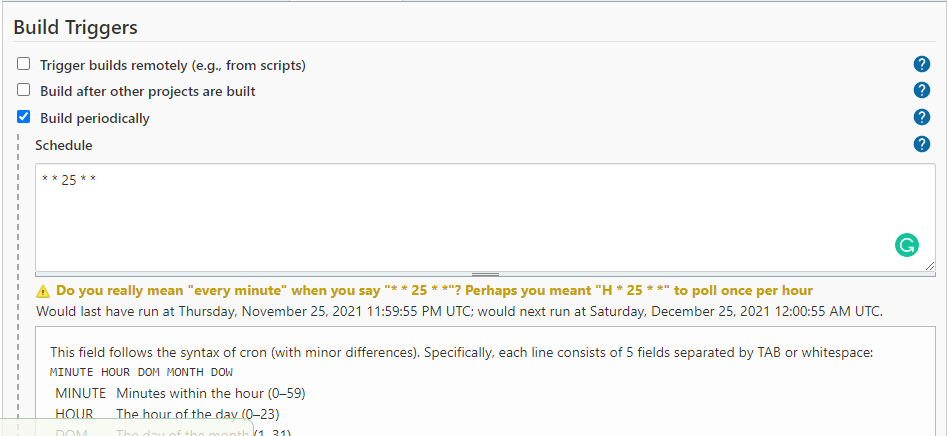 Build Triggers
Trigger builds remotely (e.g., from scripts)
Build after other projects are built
Build periodically
Schedule
* * 25 * *
Do you really mean "every minute" when you say "* * 25 * *"? Perhaps you meant "H * 25 * *" to poll once per hour
Would last have run at Thursday, November 25, 2021 11:59:55 PM UTC; would next run at Saturday, December 25, 2021 12:00:55 AM UTC.
This field follows the syntax of cron (with minor differences). Specifically, each line consists of 5 fields separated by TAB or whitespace:
MINUTE HOUR DOM MONTH DOW
MINUTE Minutes within the hour (0–59)
HOUR The hour of the day (0–23)
DOM The day of the month (1–31)